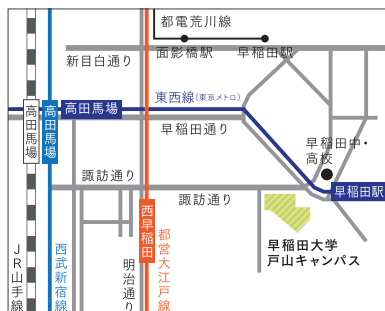 都電荒川線
面影橋駅
早稲田駅
新目白通り
東西線(東京メトロ)
高田馬場
高田馬場
高田馬場
早稲田通り
早稲田中・
高校
諏訪通り
諏訪通り
早稲田駅
西早稲田
早稲田大学
戸山キャンパス
JR山手線
西武新宿線
明治通り
都営大江戸線